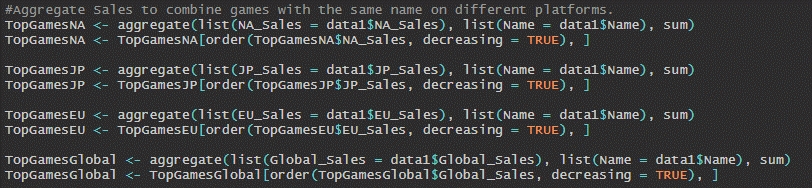 #Aggregate Sales to combine games with the same name on different platforms.
TopGamesNA <- aggregate(list(NA_Sales = data1$NA_Sales), list(Name = data1$Name), sum)
TopGamesNA <- TopGamesNA[order(TopGamesNA$NA_Sales, decreasing = TRUE), ]
TopGamesJP <- aggregate(list(JP_Sales = data1$JP_Sales), list(Name = data1$Name), sum)
TopGamesJP <- TopGamesJP[order(TopGamesJP$JP_Sales, decreasing = TRUE), ]
TopGamesEU <- aggregate(list(EU_Sales = data1$EU_Sales), list(Name = data1$Name), sum)
TopGamesEU <- TopGamesEU[order(TopGamesEU$EU_Sales, decreasing = TRUE), ]
TopGamesGlobal <- aggregate(list(Global_Sales = data1$Global_Sales), list(Name = data1$Name), sum)
TopGamesGlobal <- TopGamesGlobal[order(TopGamesGlobal$Global_Sales, decreasing = TRUE), ]